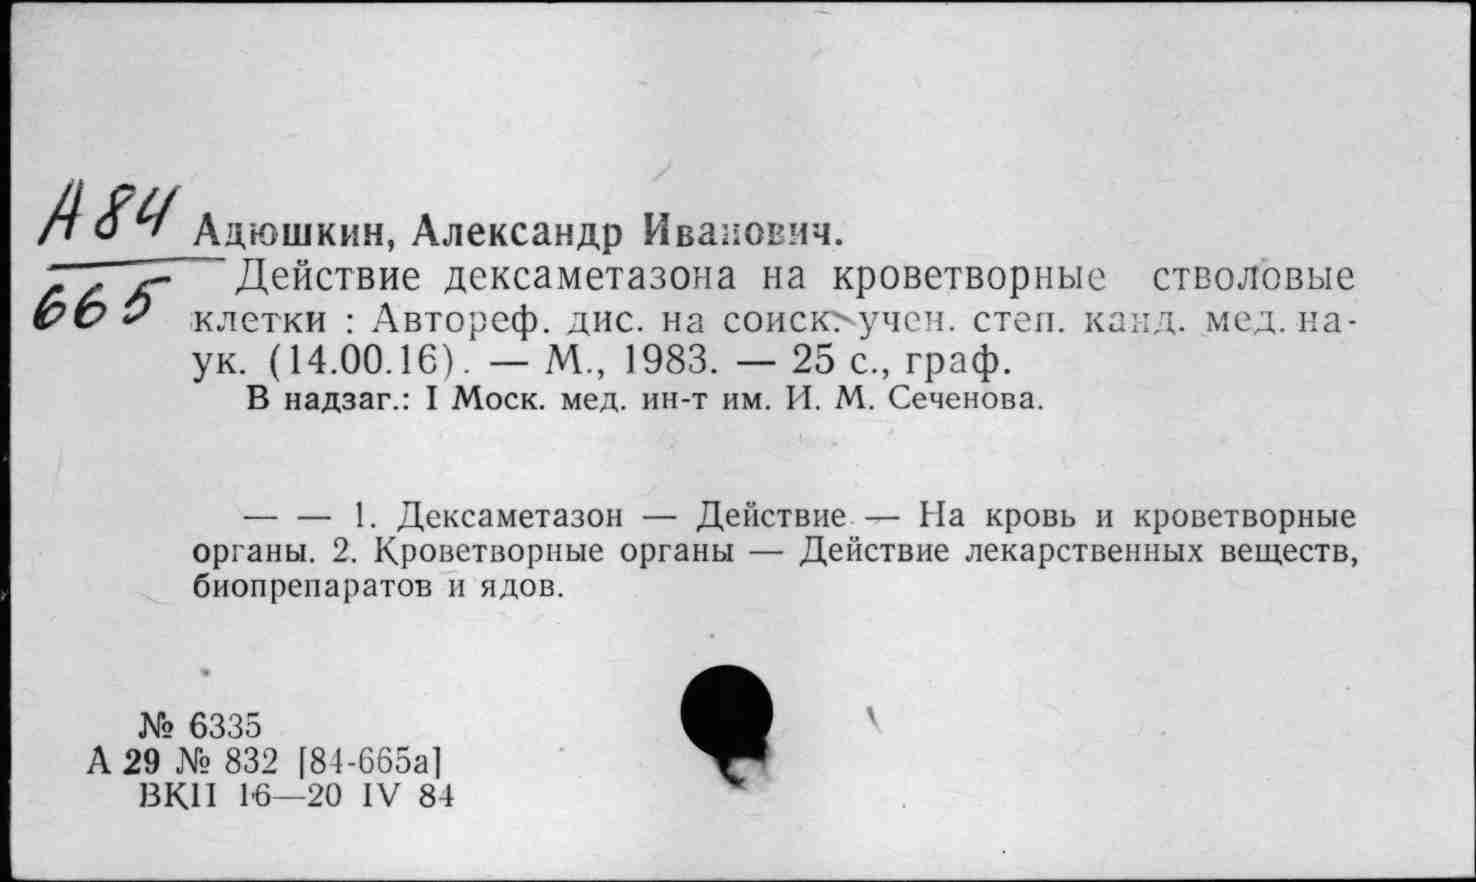 А84
665
Адюшкин, Александр Иванович.
Действие дексаметазона на кроветворные стволовые
клетки : Автореф. дис. на соиск. учен. степ. канд. мед. на-
ук. (14.00.16). — М., 1983. — 25 с., граф.
В надзаг.: I Моск. мед. ин-т им. И. М. Сеченова.
— — 1. Дексаметазон — Действие — На кровь и кроветворные
органы. 2. Кроветворные органы — Действие лекарственных веществ,
биопрепаратов и ядов.
№ 6335
А 29 № 832 [84-665а]
ВКП 16—20 IV 84